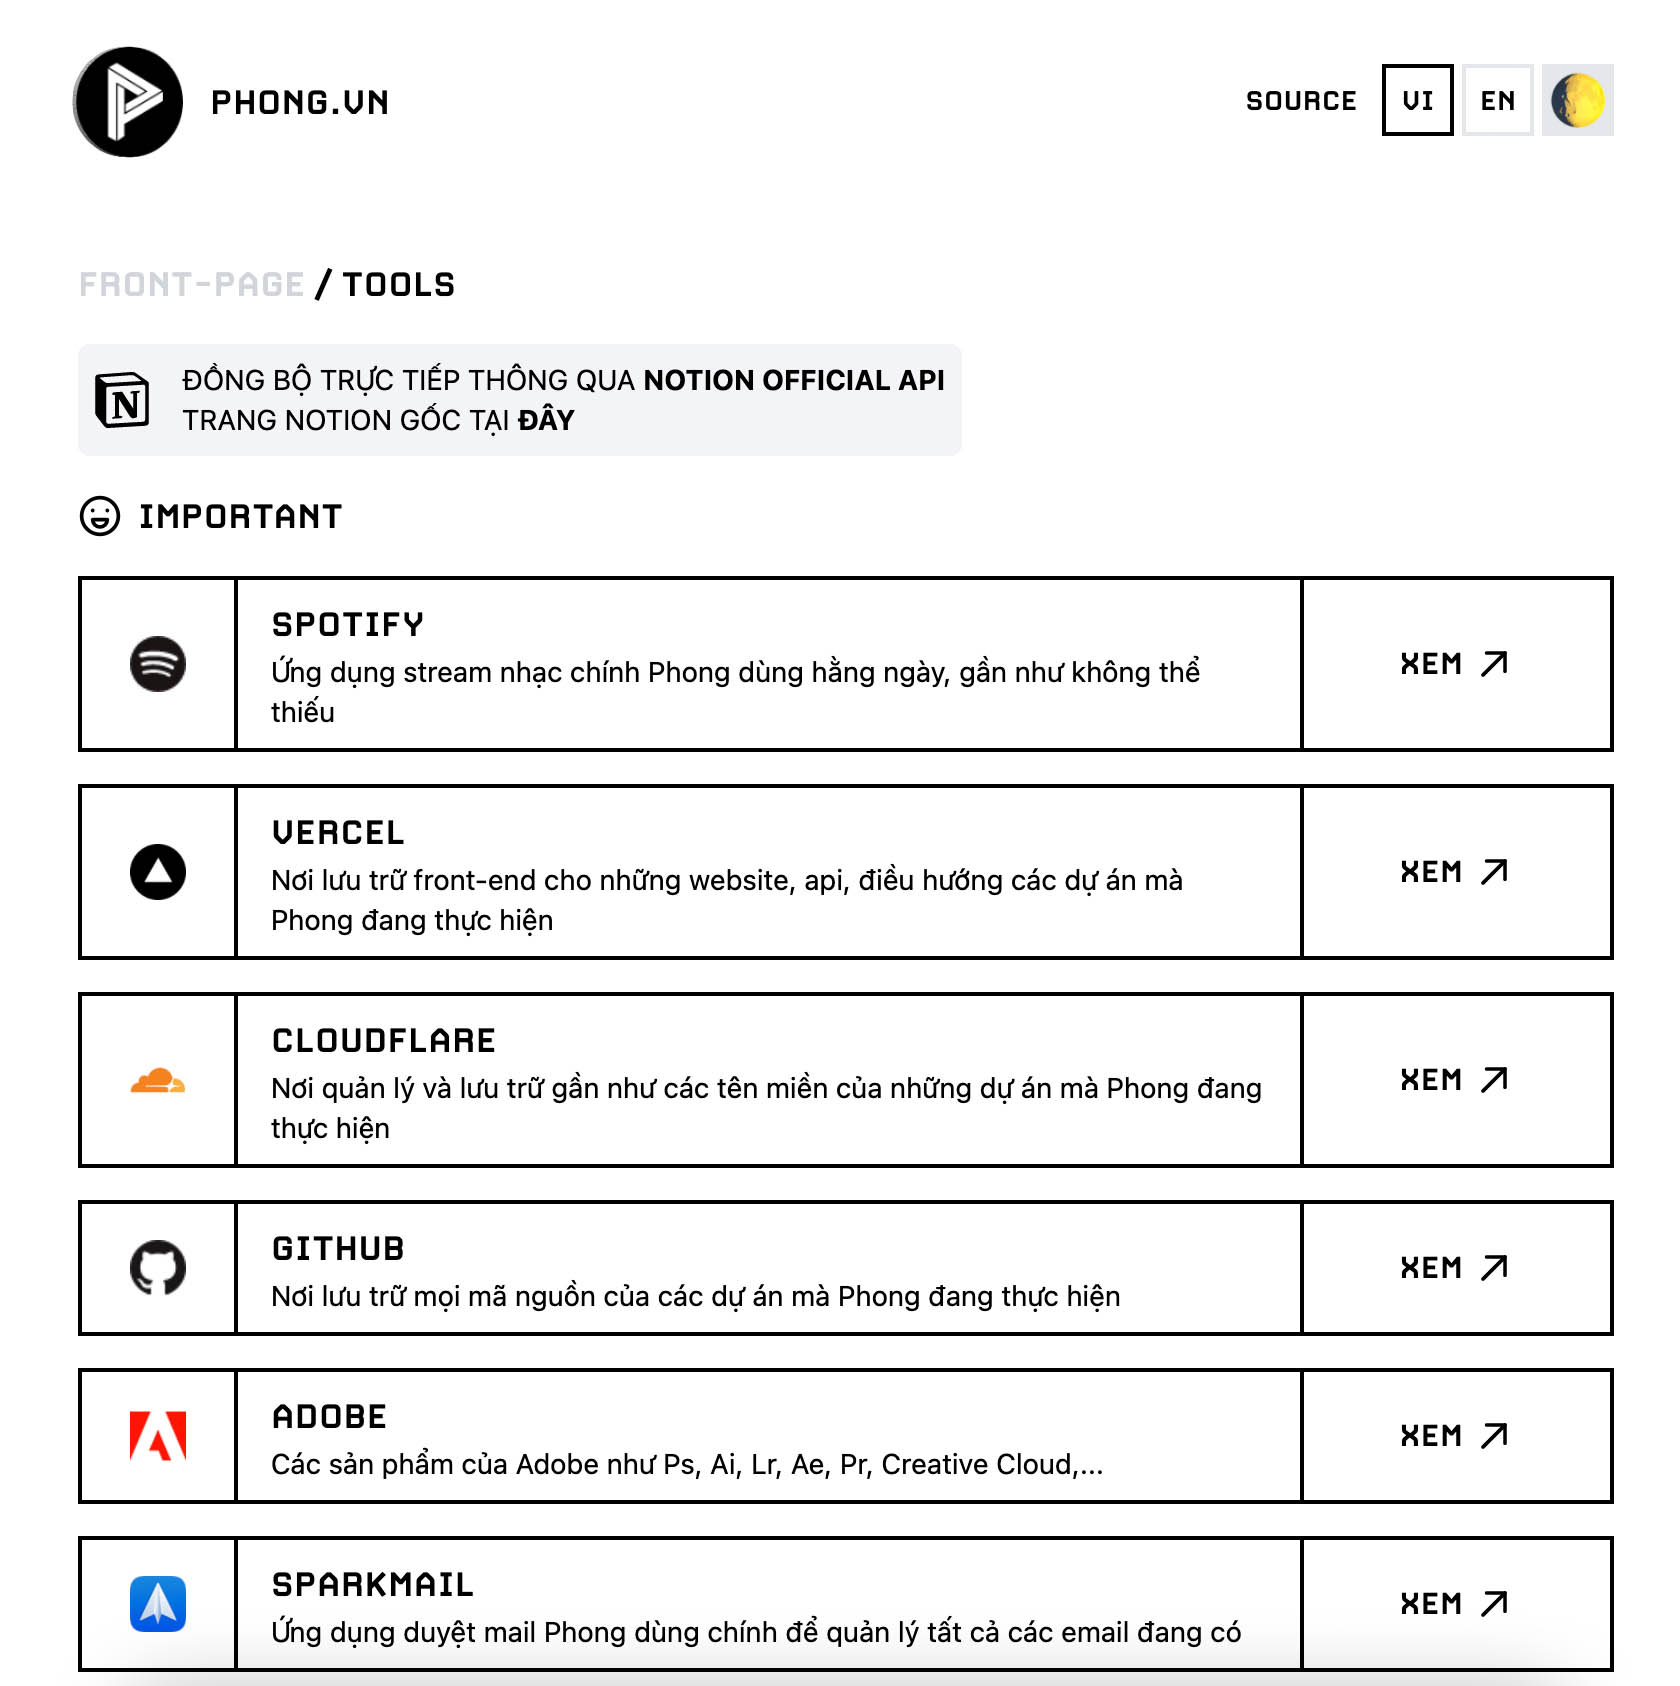 PHONG.VN
SOURCE VI EN
FRONT-PAGE / TOOLS
ĐỒNG BỘ TRỰC TIẾP THÔNG QUA NOTION OFFICIAL API
TRANG NOTION GỐC TẠI ĐÂY
IMPORTANT
SPOTIFY
Ứng dụng stream nhạc chính Phong dùng hằng ngày, gần như không thể
thiếu
XEM
VERCEL
Nơi lưu trữ front-end cho những website, api, điều hướng các dự án mà
Phong đang thực hiện
XEM
CLOUDFLARE
Nơi quản lý và lưu trữ gần như các tên miền của những dự án mà Phong đang
thực hiện
XEM
GITHUB
Nơi lưu trữ mọi mã nguồn của các dự án mà Phong đang thực hiện
XEM
ADOBE
Các sản phẩm của Adobe như Ps, Ai, Lr, Ae, Pr, Creative Cloud,...
XEM
SPARKMAIL
Ứng dụng duyệt mail Phong dùng chính để quản lý tất cả các email đang có
XEM